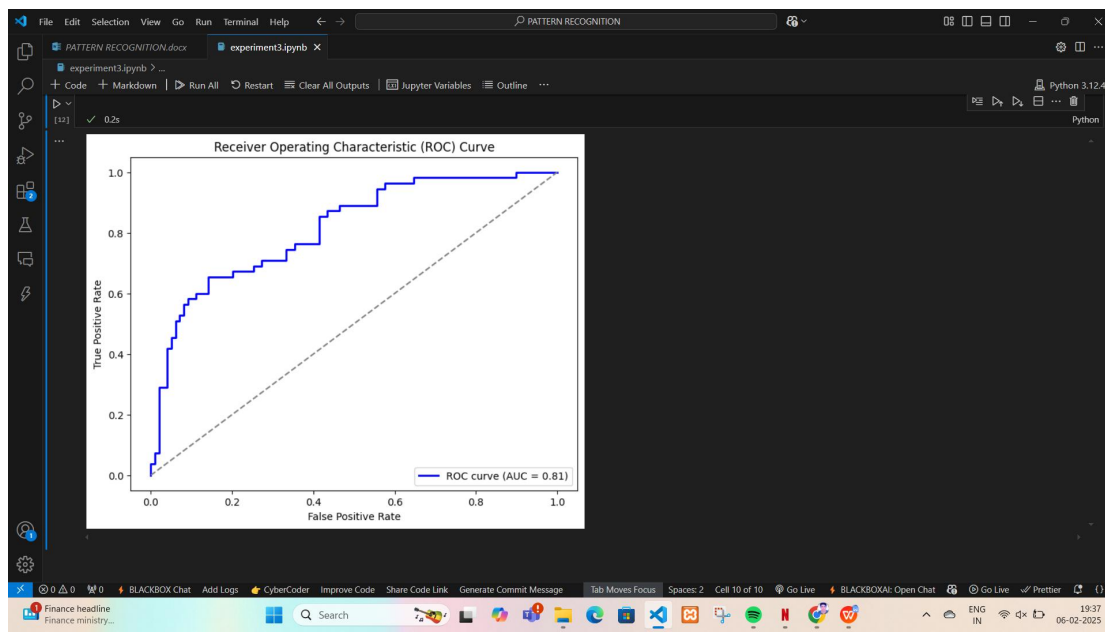 File Edit Selection View Go Run Terminal Help
PATTERN RECOGNITION
PATTERN RECOGNITION.docx
experiment3.ipynb
experiment3.ipynb > ...
+ Code + Markdown Run All Restart Clear All Outputs Jupyter Variables Outline ...
Python 3.12.4
[12] 0.2s
Python
...
Receiver Operating Characteristic (ROC) Curve
True Positive Rate
1.0
0.8
0.6
0.4
0.2
0.0
ROC curve (AUC = 0.81)
0.0 0.2 0.4 0.6 0.8 1.0
False Positive Rate
2
1
0 0 0 BLACKBOX Chat Add Logs CyberCoder Improve Code Share Code Link Generate Commit Message Tab Moves Focus Spaces: 2 Cell 10 of 10 Go Live BLACKBOXAI: Open Chat Go Live Prettier {}
1
Finance headline
Finance ministry...
Search
ENG
IN
19:37
06-02-2025